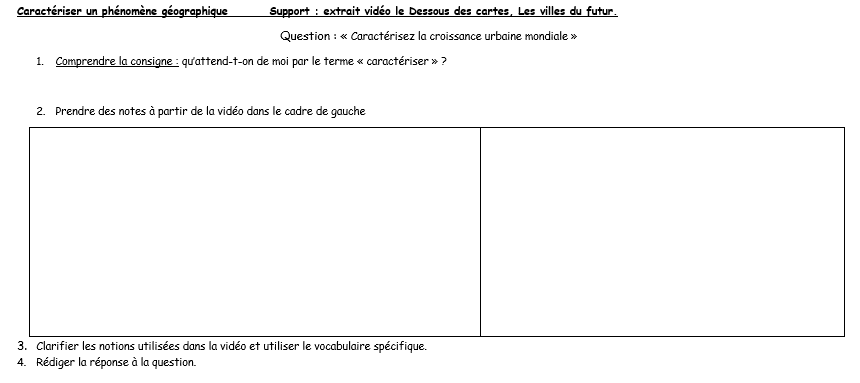 Caractériser un phénomène géographique Support : extrait vidéo le Dessous des cartes, Les villes du futur.
Question : « Caractérisez la croissance urbaine mondiale »
1. Comprendre la consigne : qu'attend-t-on de moi par le terme « caractériser » ?
2. Prendre des notes à partir de la vidéo dans le cadre de gauche
3. Clarifier les notions utilisées dans la vidéo et utiliser le vocabulaire spécifique.
4. Rédiger la réponse à la question.